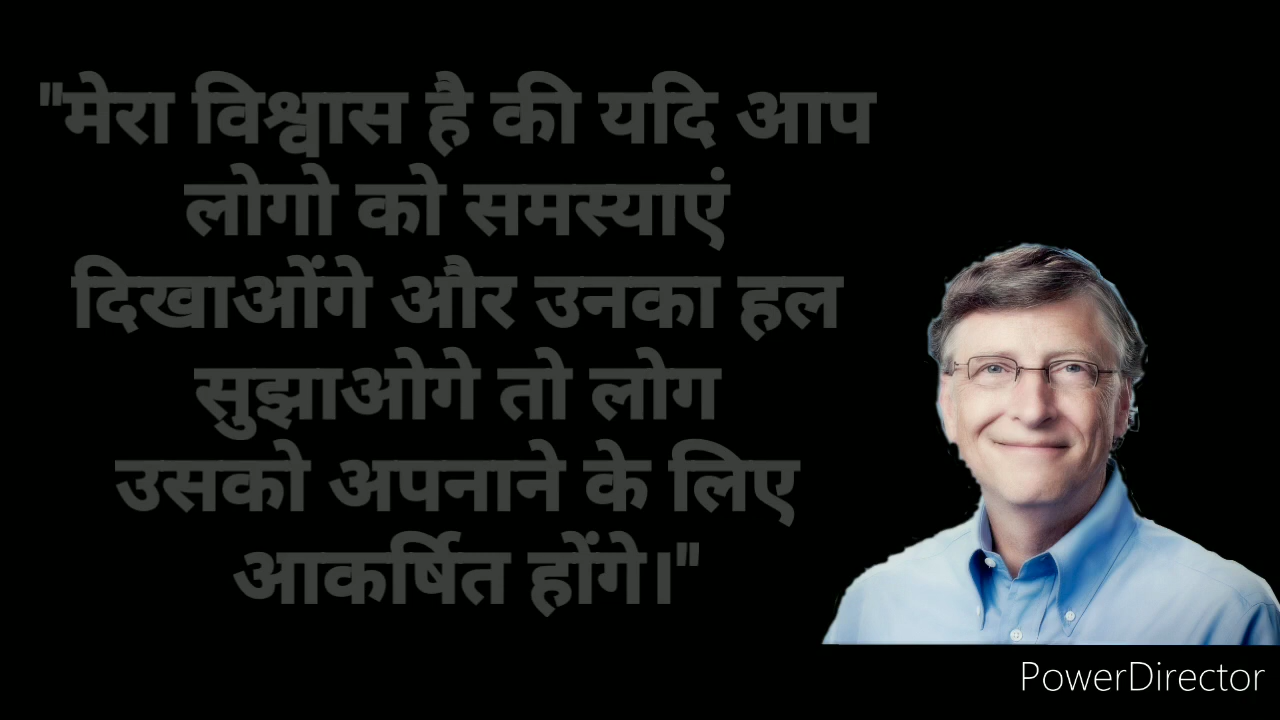 "मेरा विश्वास है की यदि आप
लोगो को समस्याएं
दिखाओंगे और उनका हल
सुझाओगे तो लोग
उसको अपनाने के लिए
आकर्षित होंगे।"
PowerDirector